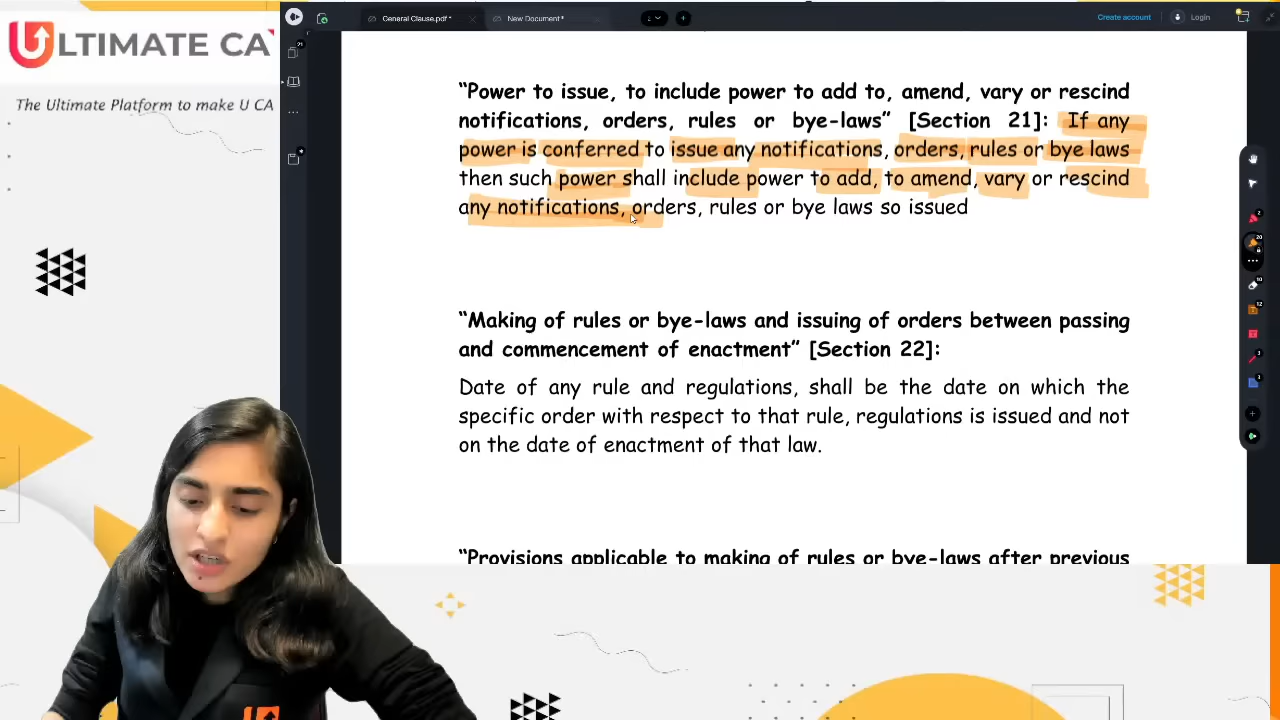 ULTIMATE CA
The Ultimate Platform to make U CA
General Clause.pdf *
New Document *
Create account
Login
"Power to issue, to include power to add to, amend, vary or rescind
notifications, orders, rules or bye-laws" [Section 21]: If any
power is conferred to issue any notifications, orders, rules or bye laws
then such power shall include power to add, to amend, vary or rescind
any notifications, orders, rules or bye laws so issued
"Making of rules or bye-laws and issuing of orders between passing
and commencement of enactment" [Section 22]:
Date of any rule and regulations, shall be the date on which the
specific order with respect to that rule, regulations is issued and not
on the date of enactment of that law.
"Provisions applicable to making of rules or bye-laws after previous